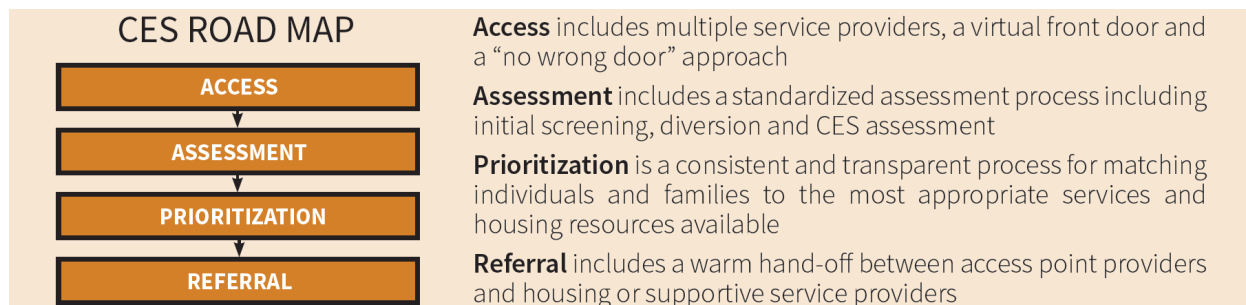 CES ROAD MAP
ACCESS
ASSESSMENT
PRIORITIZATION
REFERRAL
Access includes multiple service providers, a virtual front door and
a “no wrong door” approach
Assessment includes a standardized assessment process including
initial screening, diversion and CES assessment
Prioritization is a consistent and transparent process for matching
individuals and families to the most appropriate services and
housing resources available
Referral includes a warm hand-off between access point providers
and housing or supportive service providers